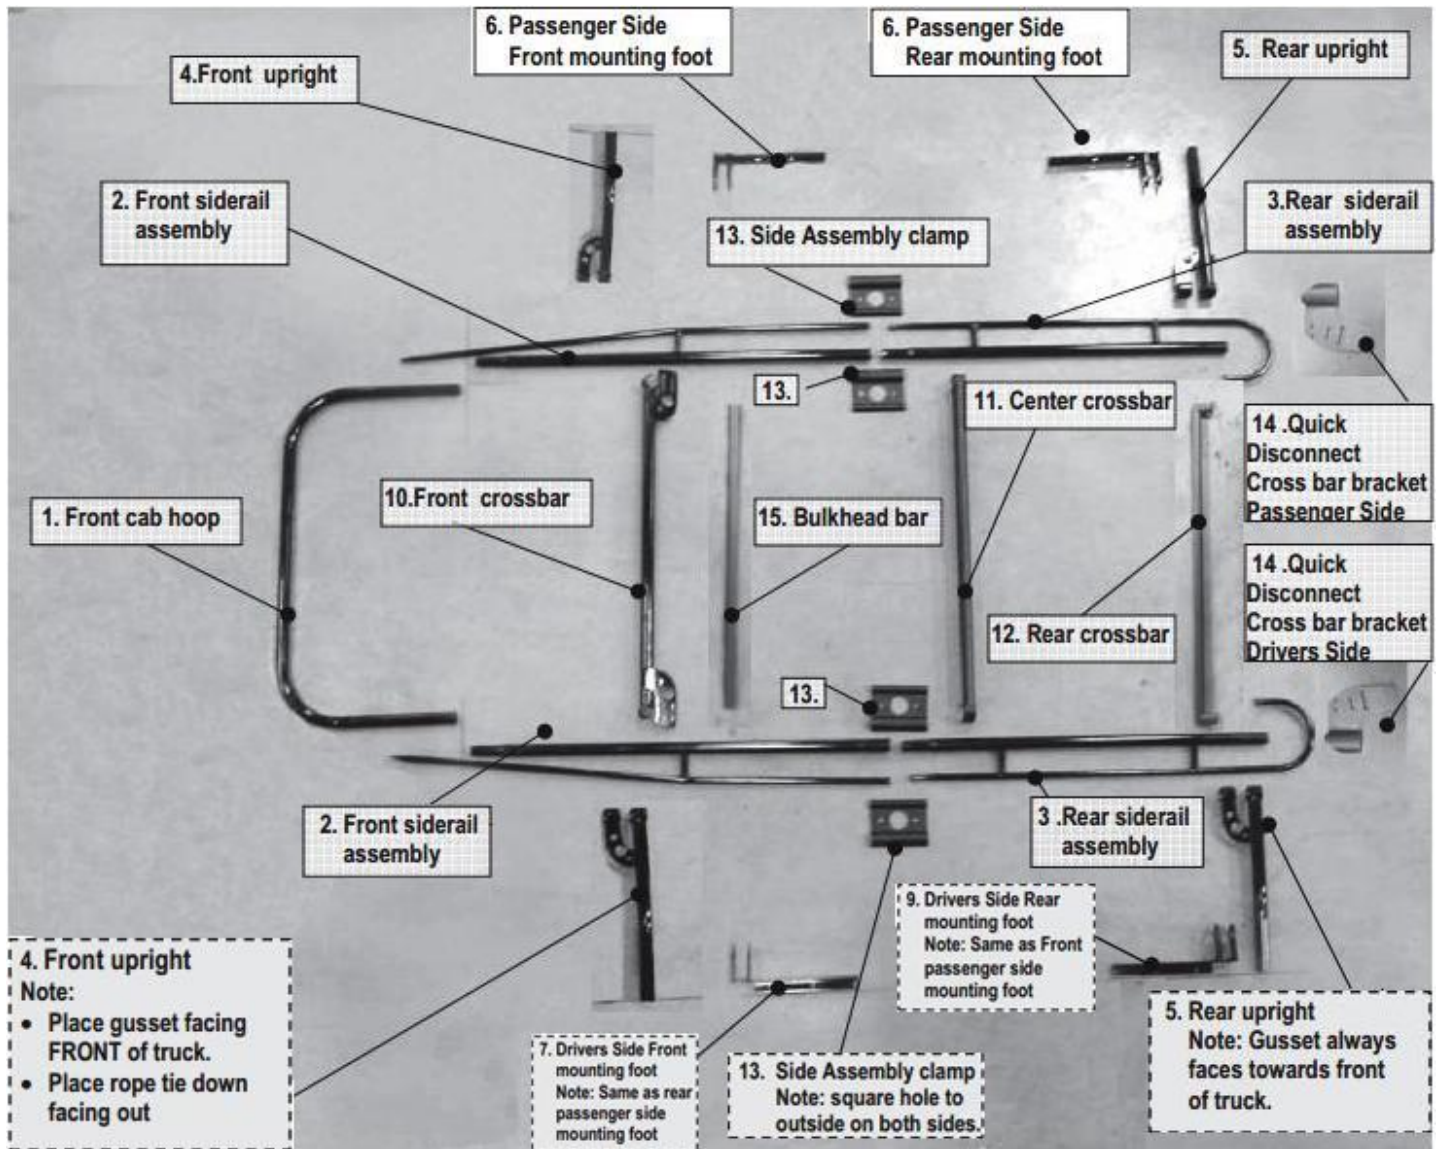 6. Passenger Side
Front mounting foot
6. Passenger Side
Rear mounting foot
5. Rear upright
4.Front upright
2. Front siderail
assembly
13. Side Assembly clamp
3.Rear siderail
assembly
13.
11. Center crossbar
14 .Quick
Disconnect
Cross bar bracket
Passenger Side
10.Front crossbar
1. Front cab hoop
15. Bulkhead bar
14 .Quick
Disconnect
Cross bar bracket
Drivers Side
12. Rear crossbar
13.
2. Front siderail
assembly
3 .Rear siderail
assembly
9. Drivers Side Rear
mounting foot
Note: Same as Front
passenger side
mounting foot
4. Front upright
Note:
• Place gusset facing
FRONT of truck.
• Place rope tie down
facing out
7. Drivers Side Front
mounting foot
Note: Same as rear
passenger side
mounting foot
13. Side Assembly clamp
Note: square hole to
outside on both sides.
5. Rear upright
Note: Gusset always
faces towards front
of truck.